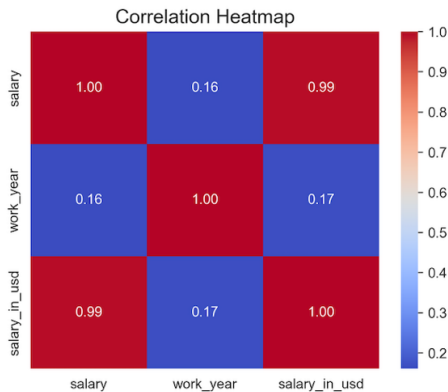 Correlation Heatmap
salary
1.00 0.16 0.99
work_year
0.16 1.00 0.17
salary_in_usd
0.99 0.17 1.00
salary work_year salary_in_usd
1.0
0.9
0.8
0.7
0.6
0.5
0.4
0.3
0.2